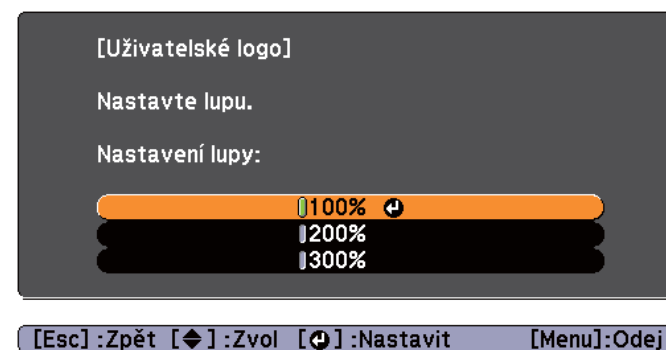 [Uživatelské logo]
Nastavte lupu.
Nastavení lupy:
100%
200%
300%
[Esc] :Zpět [◆] :Zvol [⏎] :Nastavit [Menu]:Odej